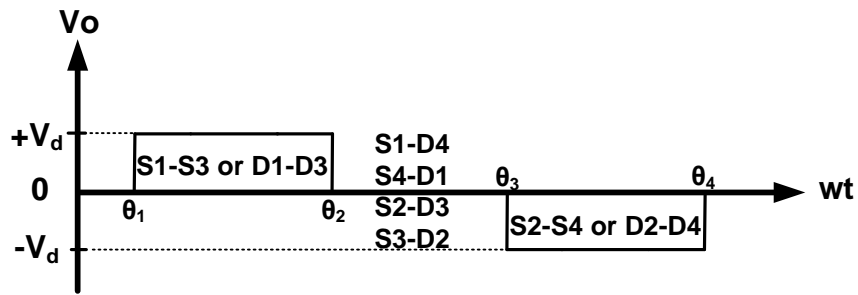 Vo
+Vd
S1-S3 or D1-D3
S1-D4
S4-D1
0
θ1
θ2
θ3
θ4
wt
S2-D3
S3-D2
S2-S4 or D2-D4
-Vd